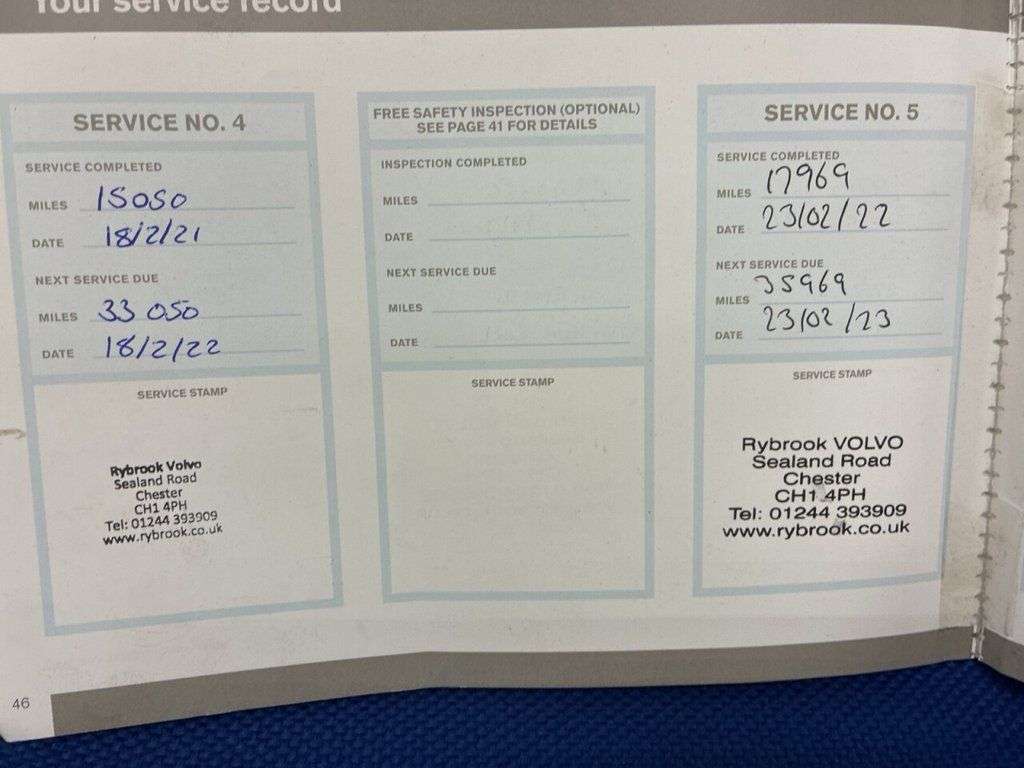 Your service record
SERVICE NO. 4
SERVICE COMPLETED
MILES 15050
DATE 18/2/21
NEXT SERVICE DUE
MILES 33 050
DATE 18/2/22
SERVICE STAMP
Rybrook Volvo
Sealand Road
Chester
CH1 4PH
Tel: 01244 393909
www.rybrook.co.uk
FREE SAFETY INSPECTION (OPTIONAL)
SEE PAGE 41 FOR DETAILS
INSPECTION COMPLETED
MILES
DATE
NEXT SERVICE DUE
MILES
DATE
SERVICE STAMP
SERVICE NO. 5
SERVICE COMPLETED
MILES 17969
DATE 23/02/22
NEXT SERVICE DUE
MILES 35969
DATE 23/02/23
SERVICE STAMP
Rybrook VOLVO
Sealand Road
Chester
CH1 4PH
Tel: 01244 393909
www.rybrook.co.uk
46